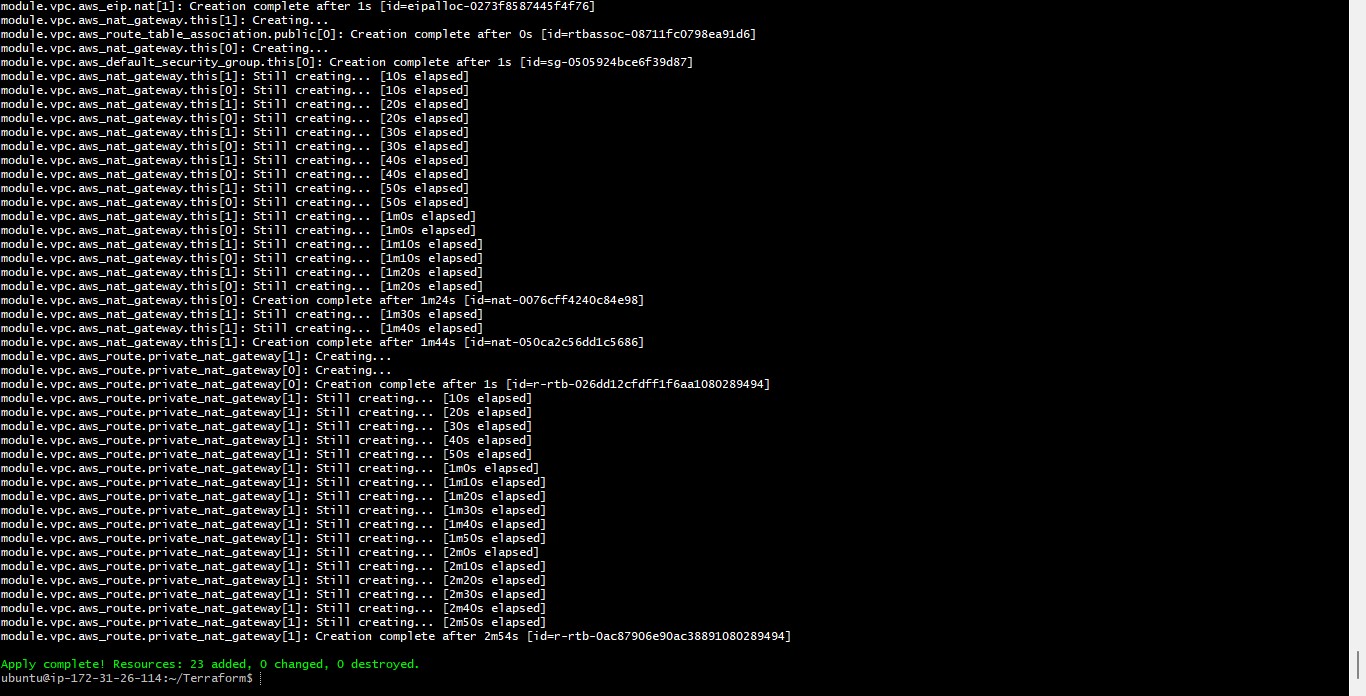 module.vpc.aws_eip.nat[1]: Creation complete after 1s [id=eipalloc-0273f8587445f4f76]
module.vpc.aws_nat_gateway.this[1]: Creating...
module.vpc.aws_route_table_association.public[0]: Creation complete after 0s [id=rtbassoc-08711fc0798ea91d6]
module.vpc.aws_nat_gateway.this[0]: Creating...
module.vpc.aws_default_security_group.this[0]: Creation complete after 1s [id=sg-0505924bce6f39d87]
module.vpc.aws_nat_gateway.this[1]: Still creating... [10s elapsed]
module.vpc.aws_nat_gateway.this[0]: Still creating... [10s elapsed]
module.vpc.aws_nat_gateway.this[1]: Still creating... [20s elapsed]
module.vpc.aws_nat_gateway.this[0]: Still creating... [20s elapsed]
module.vpc.aws_nat_gateway.this[1]: Still creating... [30s elapsed]
module.vpc.aws_nat_gateway.this[0]: Still creating... [30s elapsed]
module.vpc.aws_nat_gateway.this[1]: Still creating... [40s elapsed]
module.vpc.aws_nat_gateway.this[0]: Still creating... [40s elapsed]
module.vpc.aws_nat_gateway.this[1]: Still creating... [50s elapsed]
module.vpc.aws_nat_gateway.this[0]: Still creating... [50s elapsed]
module.vpc.aws_nat_gateway.this[1]: Still creating... [1m0s elapsed]
module.vpc.aws_nat_gateway.this[0]: Still creating... [1m0s elapsed]
module.vpc.aws_nat_gateway.this[1]: Still creating... [1m10s elapsed]
module.vpc.aws_nat_gateway.this[0]: Still creating... [1m10s elapsed]
module.vpc.aws_nat_gateway.this[1]: Still creating... [1m20s elapsed]
module.vpc.aws_nat_gateway.this[0]: Still creating... [1m20s elapsed]
module.vpc.aws_nat_gateway.this[0]: Creation complete after 1m24s [id=nat-0076cff4240c84e98]
module.vpc.aws_nat_gateway.this[1]: Still creating... [1m30s elapsed]
module.vpc.aws_nat_gateway.this[1]: Still creating... [1m40s elapsed]
module.vpc.aws_nat_gateway.this[1]: Creation complete after 1m44s [id=nat-050ca2c56dd1c5686]
module.vpc.aws_route.private_nat_gateway[1]: Creating...
module.vpc.aws_route.private_nat_gateway[0]: Creating...
module.vpc.aws_route.private_nat_gateway[0]: Creation complete after 1s [id=r-rtb-026dd12cfdff1f6aa1080289494]
module.vpc.aws_route.private_nat_gateway[1]: Still creating... [10s elapsed]
module.vpc.aws_route.private_nat_gateway[1]: Still creating... [20s elapsed]
module.vpc.aws_route.private_nat_gateway[1]: Still creating... [30s elapsed]
module.vpc.aws_route.private_nat_gateway[1]: Still creating... [40s elapsed]
module.vpc.aws_route.private_nat_gateway[1]: Still creating... [50s elapsed]
module.vpc.aws_route.private_nat_gateway[1]: Still creating... [1m0s elapsed]
module.vpc.aws_route.private_nat_gateway[1]: Still creating... [1m10s elapsed]
module.vpc.aws_route.private_nat_gateway[1]: Still creating... [1m20s elapsed]
module.vpc.aws_route.private_nat_gateway[1]: Still creating... [1m30s elapsed]
module.vpc.aws_route.private_nat_gateway[1]: Still creating... [1m40s elapsed]
module.vpc.aws_route.private_nat_gateway[1]: Still creating... [1m50s elapsed]
module.vpc.aws_route.private_nat_gateway[1]: Still creating... [2m0s elapsed]
module.vpc.aws_route.private_nat_gateway[1]: Still creating... [2m10s elapsed]
module.vpc.aws_route.private_nat_gateway[1]: Still creating... [2m20s elapsed]
module.vpc.aws_route.private_nat_gateway[1]: Still creating... [2m30s elapsed]
module.vpc.aws_route.private_nat_gateway[1]: Still creating... [2m40s elapsed]
module.vpc.aws_route.private_nat_gateway[1]: Still creating... [2m50s elapsed]
module.vpc.aws_route.private_nat_gateway[1]: Creation complete after 2m54s [id=r-rtb-0ac87906e90ac38891080289494]
Apply complete! Resources: 23 added, 0 changed, 0 destroyed.
ubuntu@ip-172-31-26-114:~/Terraform$